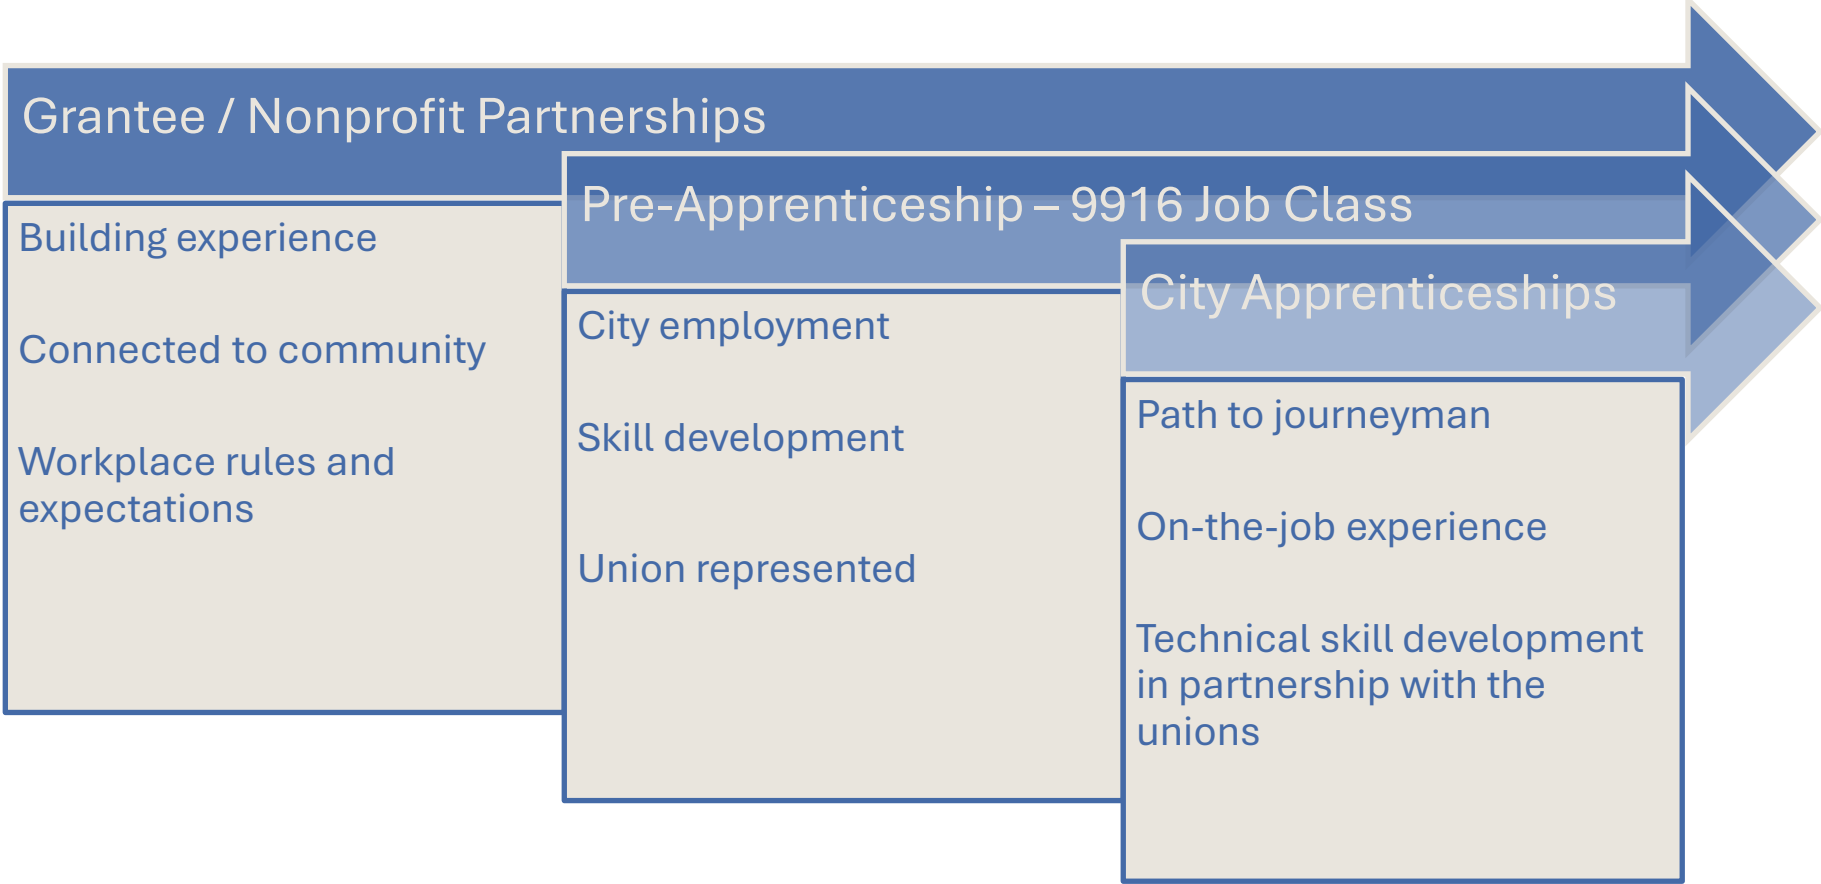 Grantee / Nonprofit Partnerships
Building experience
Connected to community
Workplace rules and
expectations
Pre-Apprenticeship – 9916 Job Class
City employment
Skill development
Union represented
City Apprenticeships
Path to journeyman
On-the-job experience
Technical skill development
in partnership with the
unions